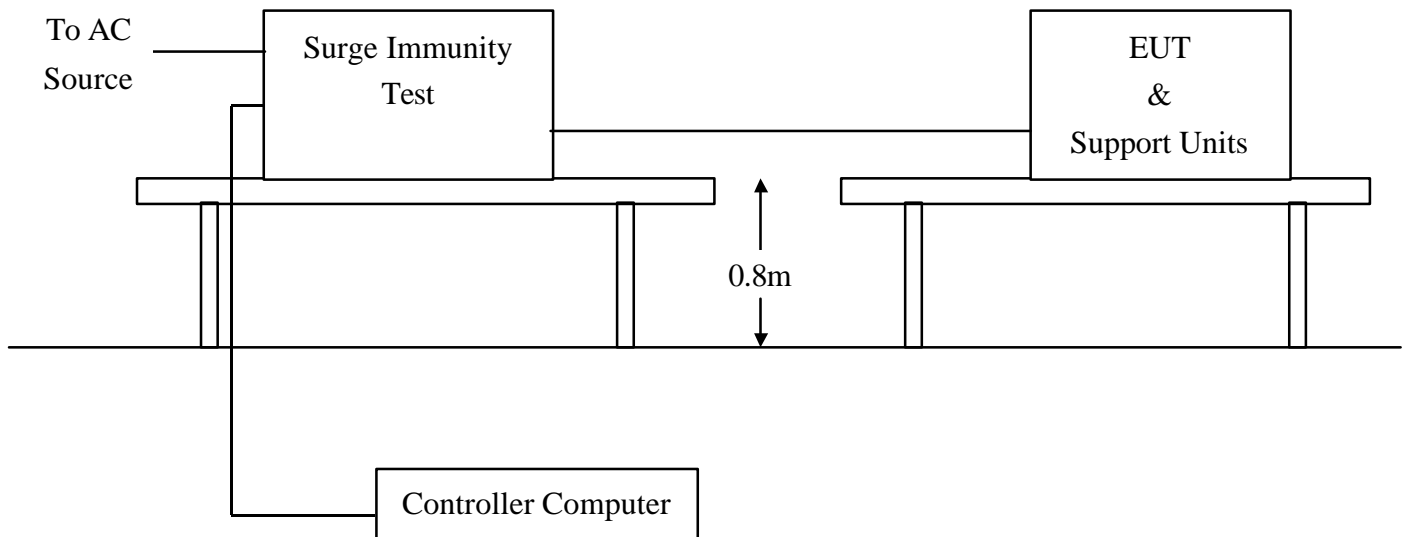 To AC
Source
Surge Immunity
Test
EUT
&
Support Units
0.8m
Controller Computer